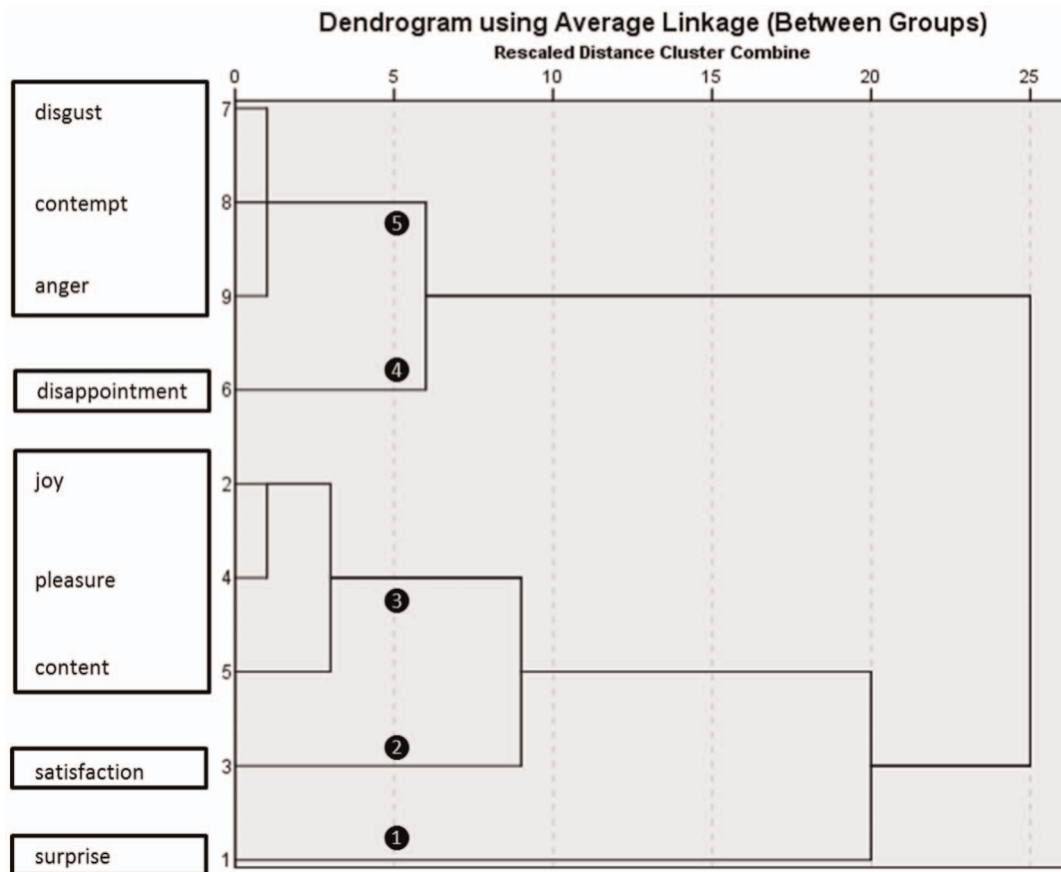 Dendrogram using Average Linkage (Between Groups)
Rescaled Distance Cluster Combine
0 5 10 15 20 25
disgust 7
contempt 8
5
anger 9
4
disappointment 6
joy 2
pleasure 4
3
content 5
2
satisfaction 3
1
surprise 1